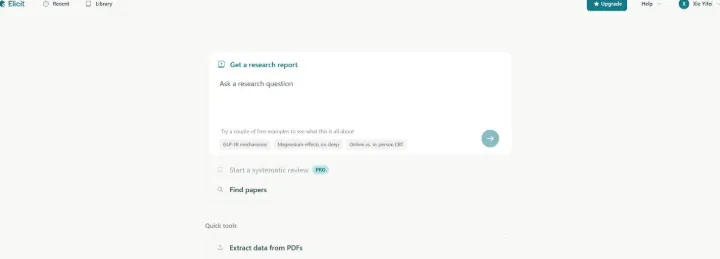 Elicit Recent Library Upgrade Help X Xie Yifei
Get a research report
Ask a research question
Try a couple of free examples to see what this is all about
GLP-1R mechanisms Magnesium effects on sleep Online vs. in-person CBT
Start a systematic review PRO
Find papers
Quick tools
Extract data from PDFs